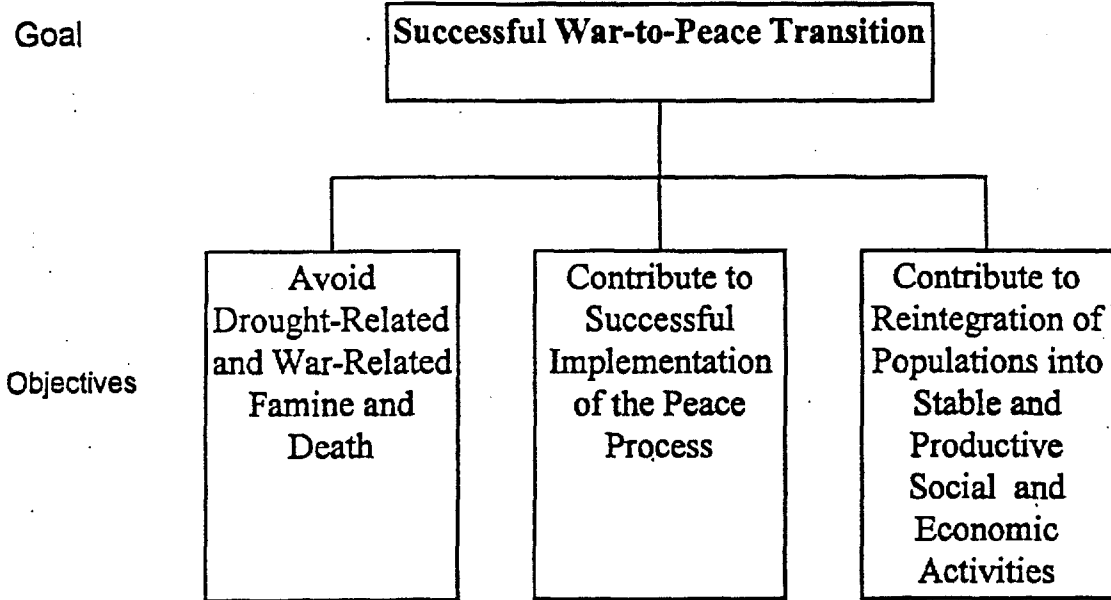 Goal
Successful War-to-Peace Transition
Objectives
Avoid
Drought-Related
and War-Related
Famine and
Death
Contribute to
Successful
Implementation
of the Peace
Process
Contribute to
Reintegration of
Populations into
Stable and
Productive
Social and
Economic
Activities